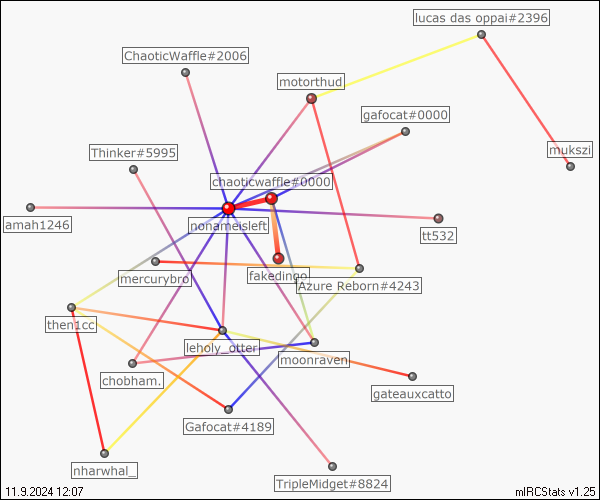 lucas das oppai#2396
ChaoticWaffle#2006
motorthud
gafocat#0000
Thinker#5995
mukszi
chaoticwaffle#0000
amah1246
nonameisleft
tt532
mercurybro
fakedingo
Azure Reborn#4243
then1cc
leholy_otter
moonraven
chobham.
gateauxcatto
Gafocat#4189
nharwhal_
TripleMidget#8824
11.9.2024 12:07
mIRCStats v1.25